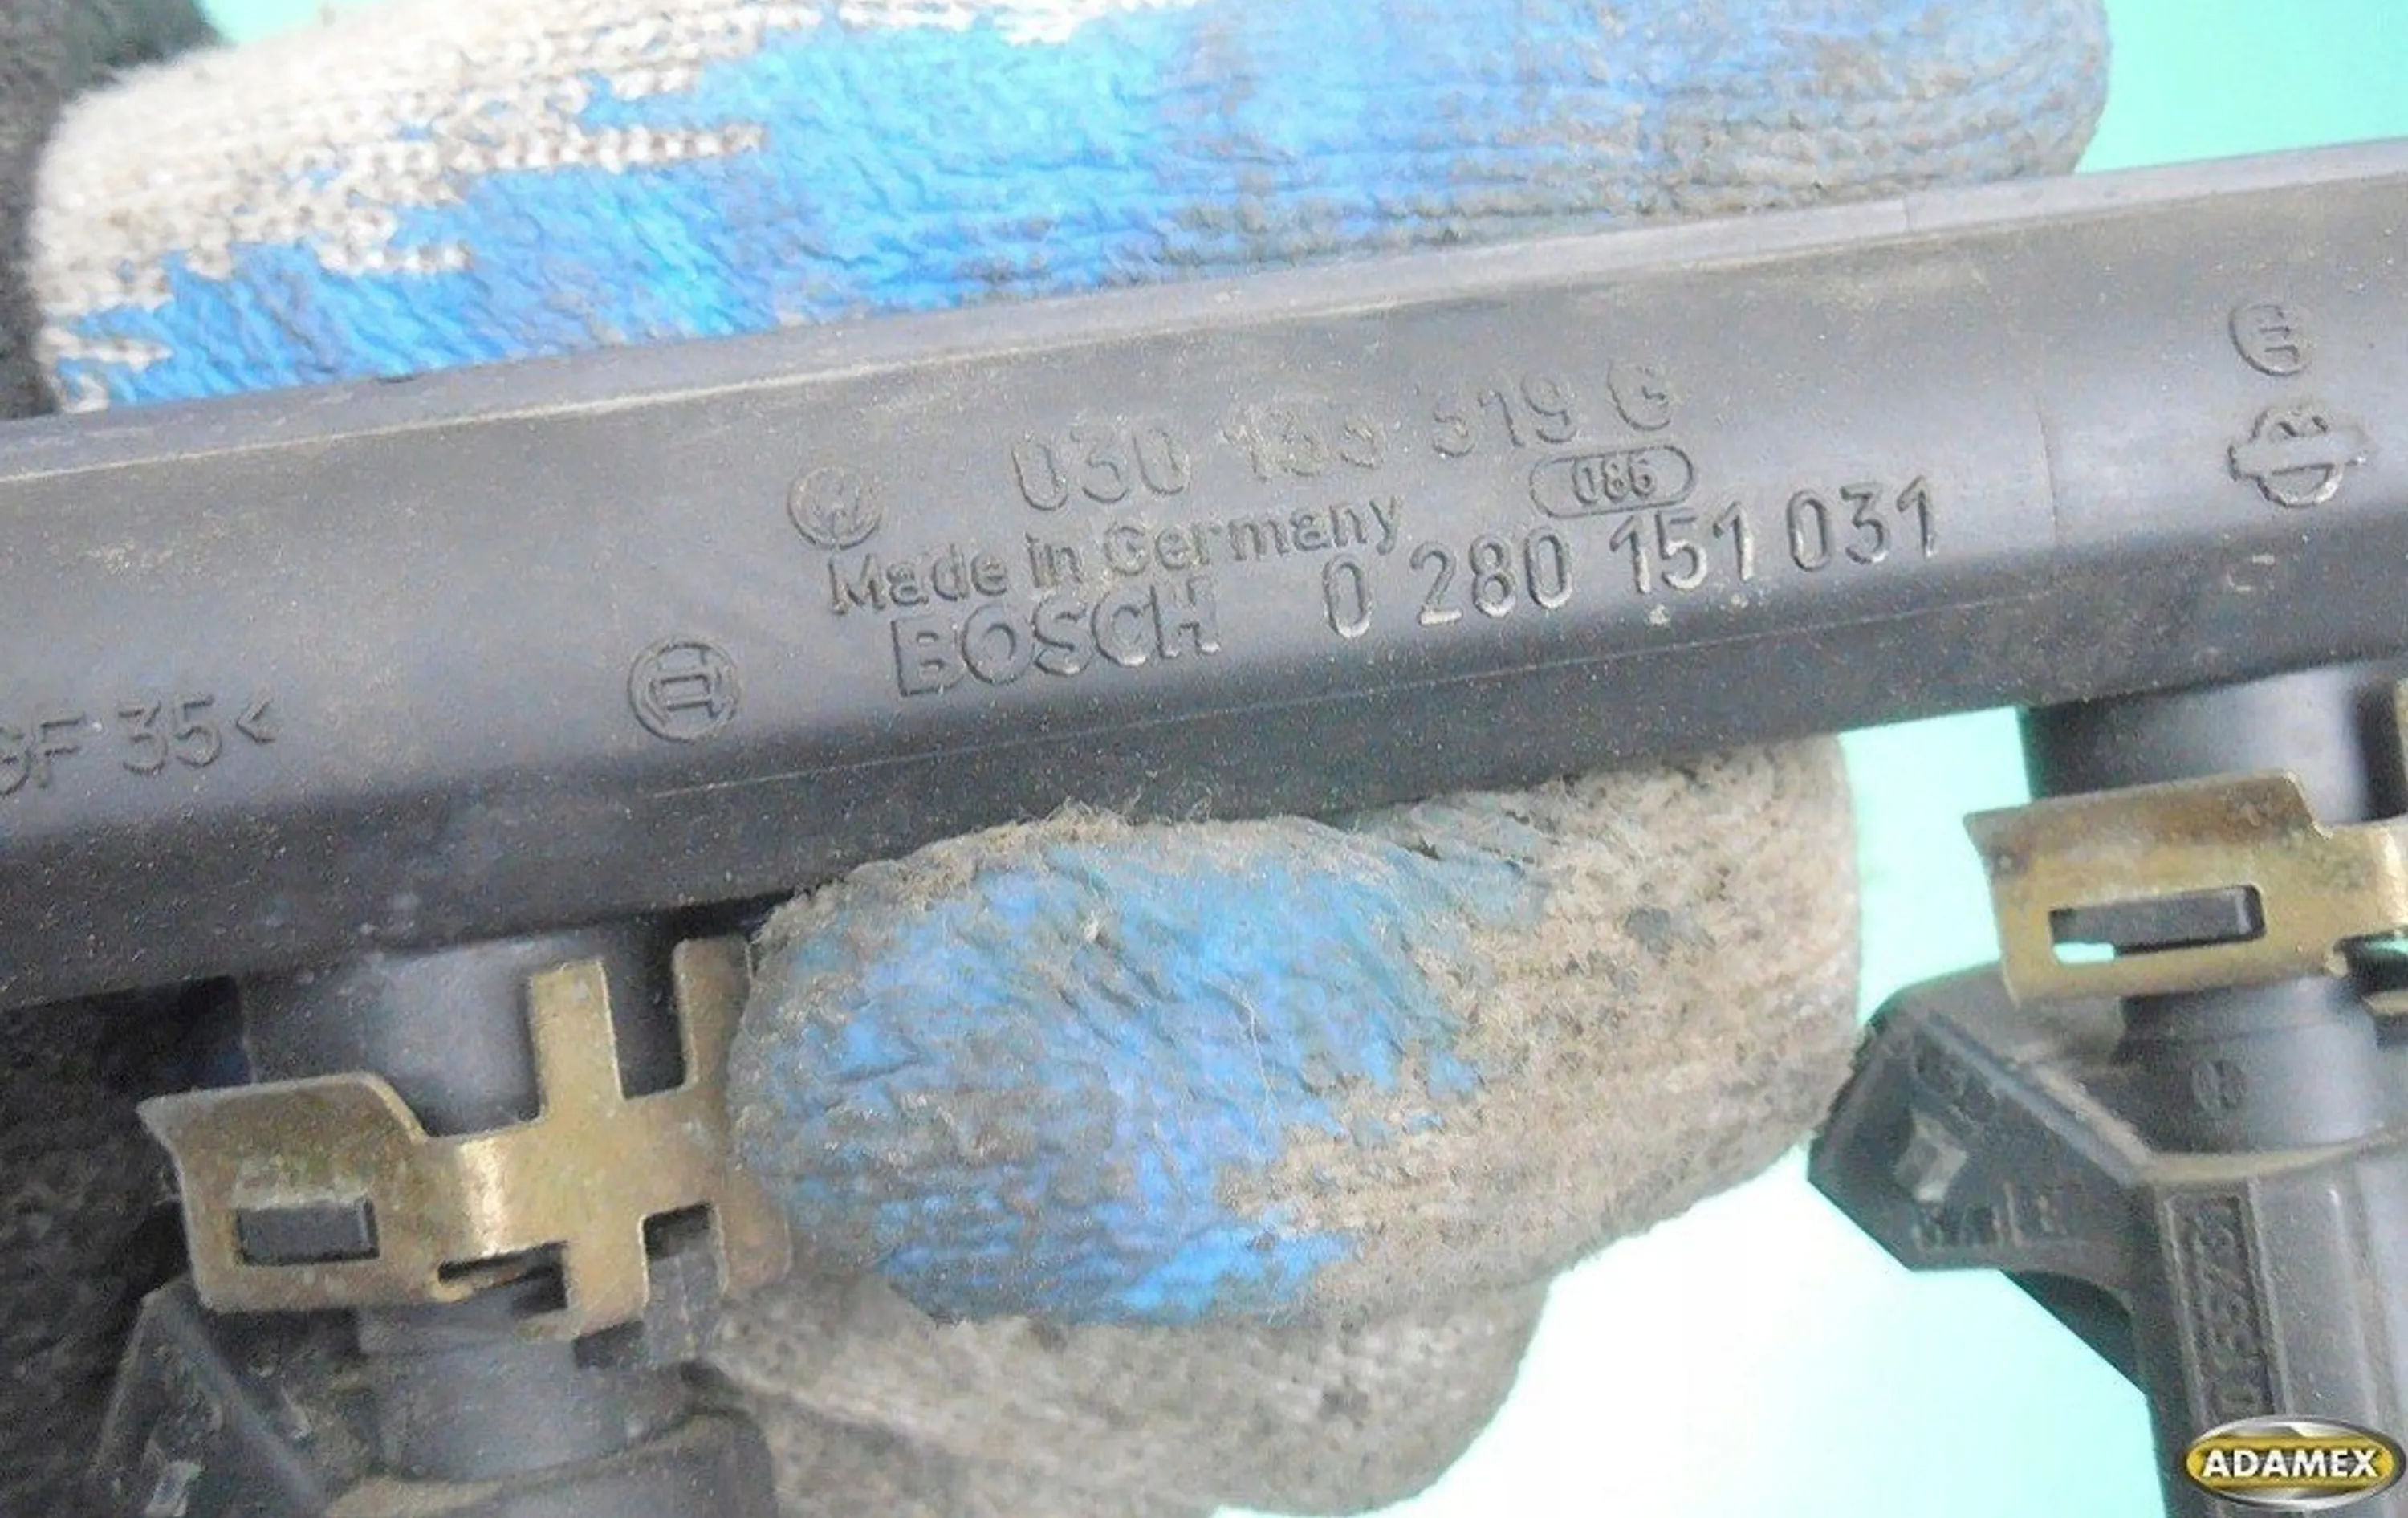 030 133 319 G
Made in Germany
086
BOSCH 0 280 151 031
GF 35<
ADAMEX